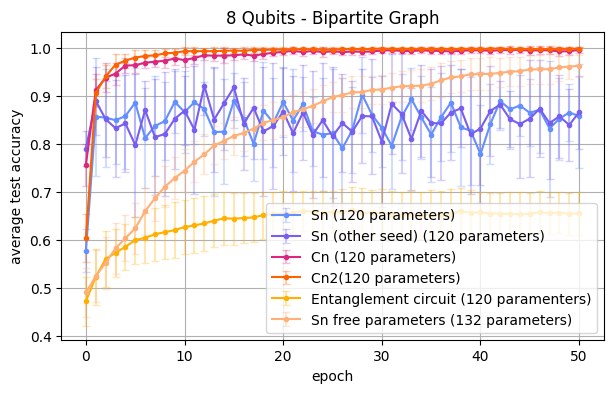 8 Qubits - Bipartite Graph
average test accuracy
1.0
0.9
0.8
0.7
0.6
0.5
0.4
Sn (120 parameters)
Sn (other seed) (120 parameters)
Cn (120 parameters)
Cn2(120 parameters)
Entanglement circuit (120 paramenters)
Sn free parameters (132 parameters)
0 10 20 30 40 50
epoch